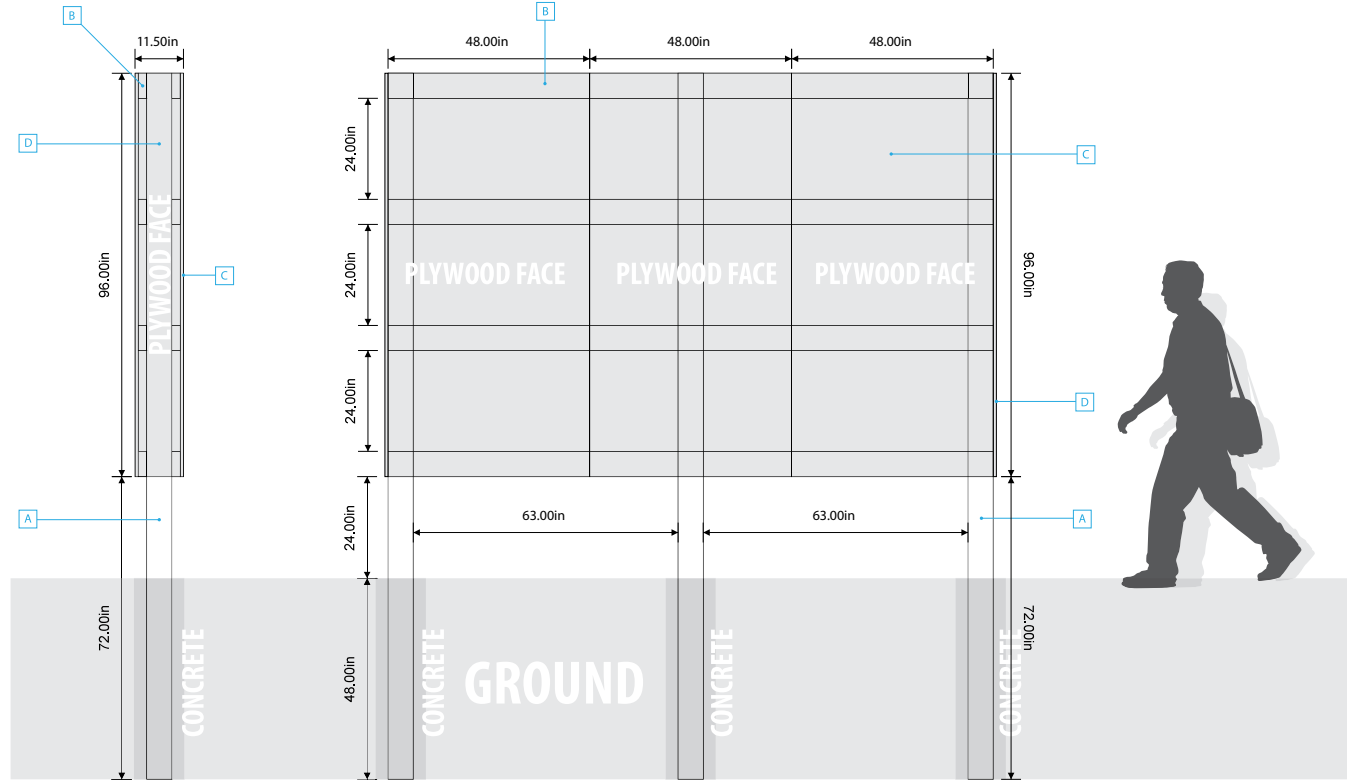 B
B
11.50in
48.00in
48.00in
48.00in
D
24.00in
C
96.00in
PLYWOOD FACE
C
24.00in
PLYWOOD FACE
PLYWOOD FACE
PLYWOOD FACE
96.00in
24.00in
D
A
24.00in
63.00in
63.00in
A
72.00in
CONCRETE
48.00in
CONCRETE
GROUND
CONCRETE
CONCRETE
72.00in